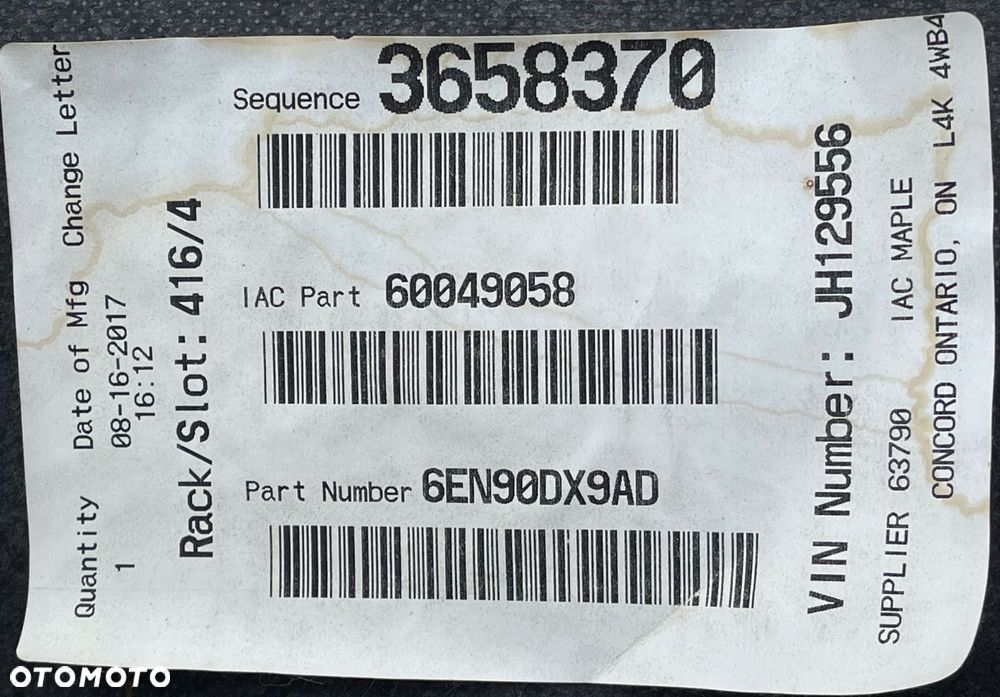 Sequence 3658370
IAC Part 60049058
Part Number 6EN90DX9AD
Quantity Date of Mfg Change Letter
1 08-16-2017
16:12
Rack/Slot: 416/4
VIN Number: JH129556
SUPPLIER 63790 IAC MAPLE
CONCORD ONTARIO, ON L4K 4WB4
OTOMOTO